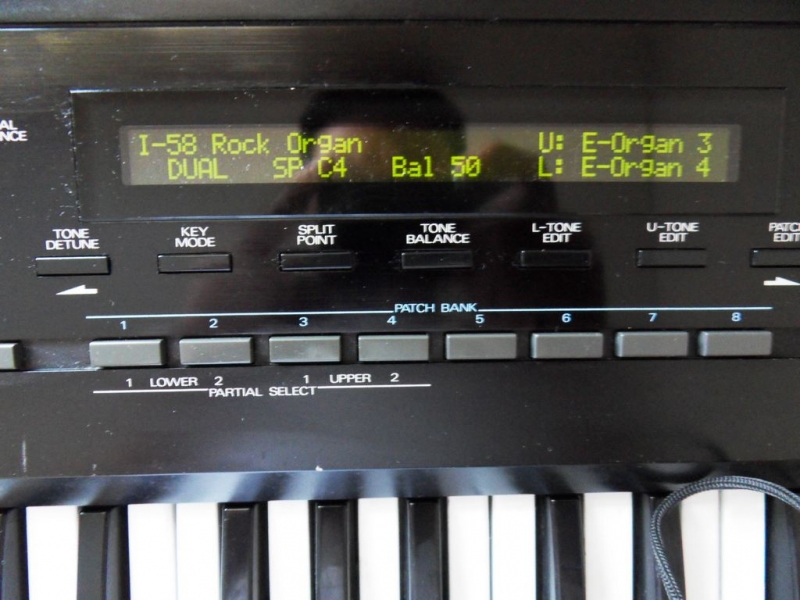 I-58 Rock Organ U: E-Organ 3
DUAL SP C4 Bal 50 L: E-Organ 4
TONE DETUNE
KEY MODE
SPLIT POINT
TONE BALANCE
L-TONE EDIT
U-TONE EDIT
EDIT
PATCH BANK
1 2 3 4 5 6 7 8
1 LOWER 2 1 UPPER 2
PARTIAL SELECT